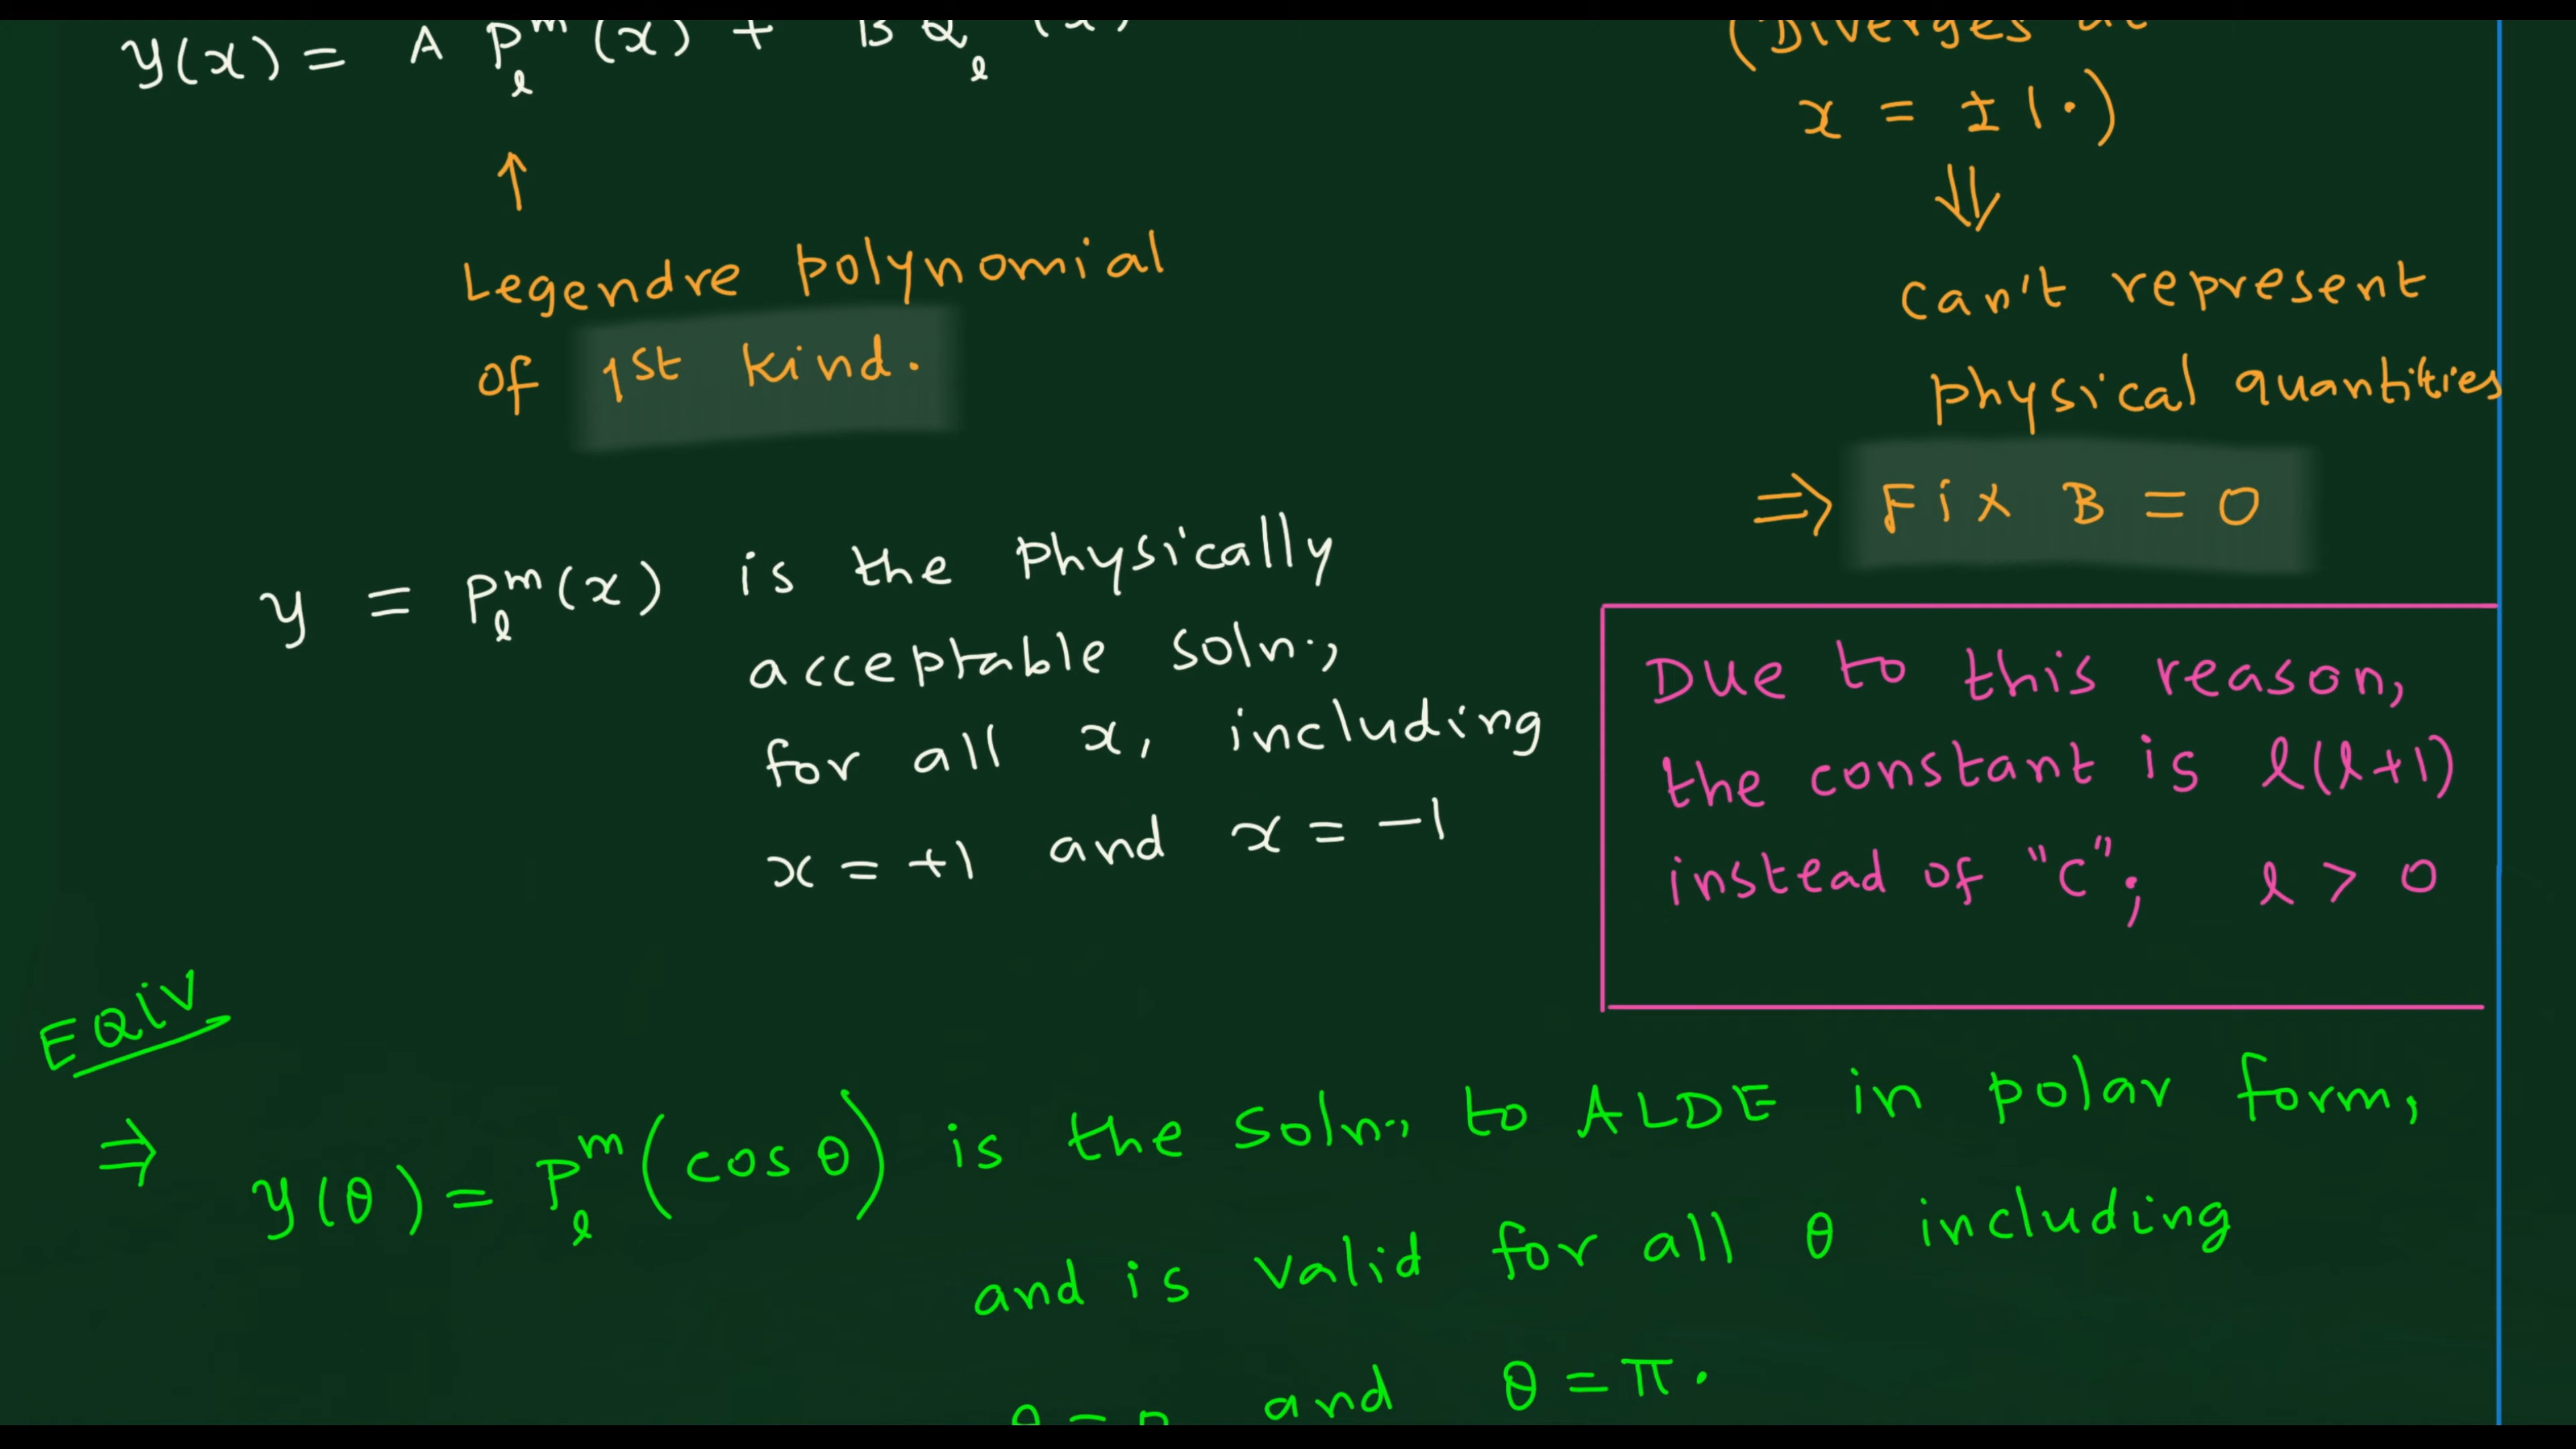 y(x) = A P_l^m (x) + B Q_l (x)
(Diverges at
x = ± 1.)
↑
⇓
Legendre polynomial
of 1st kind.
can't represent
physical quantities
⇒ Fix B = 0
y = P_l^m(x) is the physically
acceptable soln.,
for all x, including
x = +1 and x = -1
Due to this reason,
the constant is l(l+1)
instead of "c"; l > 0
EQiv
⇒ y(θ) = P_l^m(cos θ) is the soln., to ALDE in polar form,
and is valid for all θ including
and θ = π.